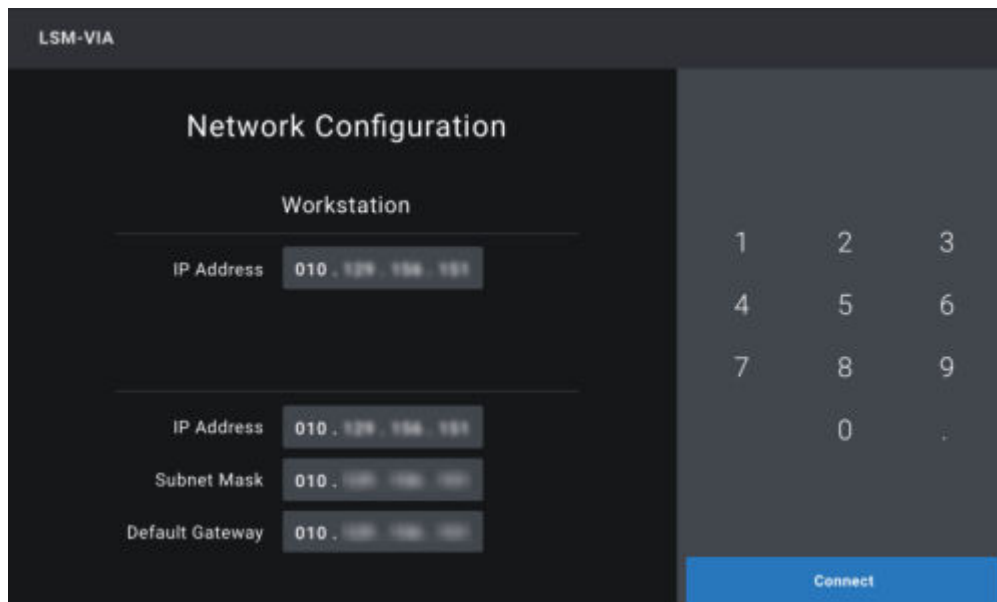 LSM-VIA
Network Configuration
Workstation
IP Address 010 .
IP Address 010 .
Subnet Mask 010 .
Default Gateway 010 .
1 2 3
4 5 6
7 8 9
0 .
Connect